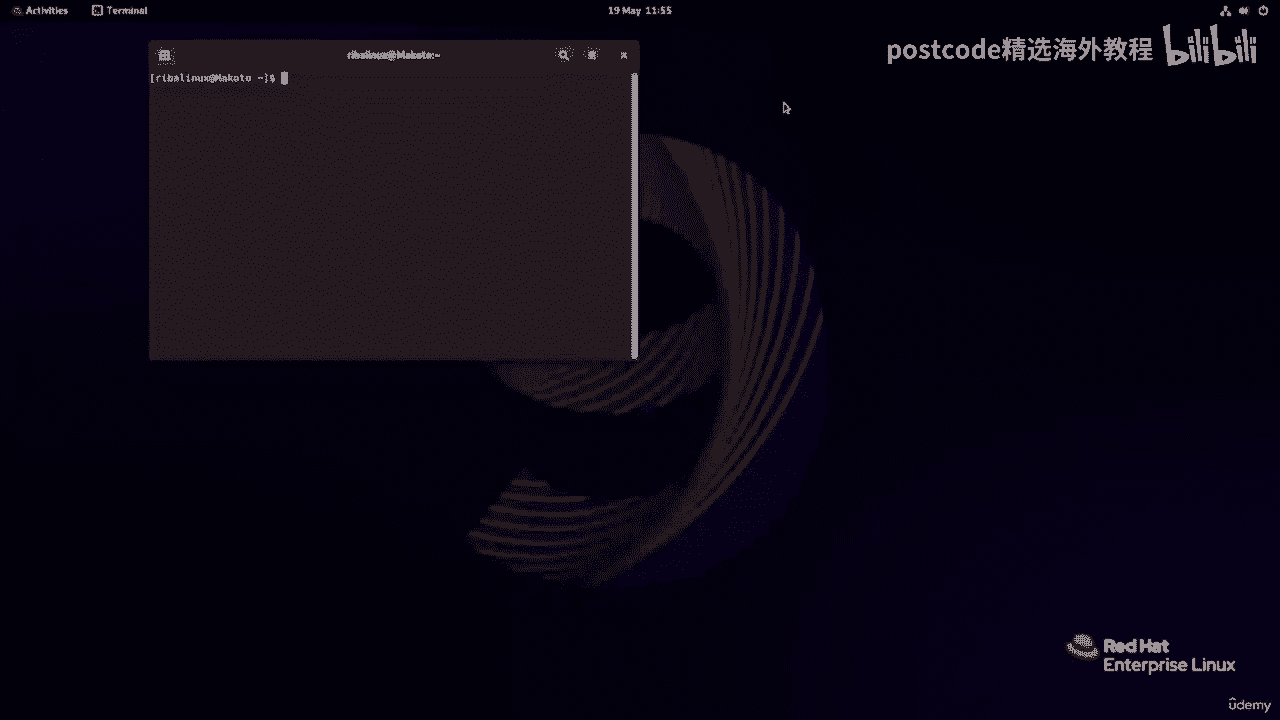 Activities
Terminal
19 May 11:55
postcode精选海外教程 bilibili
ribalinux@Makoto:~
[ribalinux@Makoto ~]$
Red Hat
Enterprise Linux
ûdemy